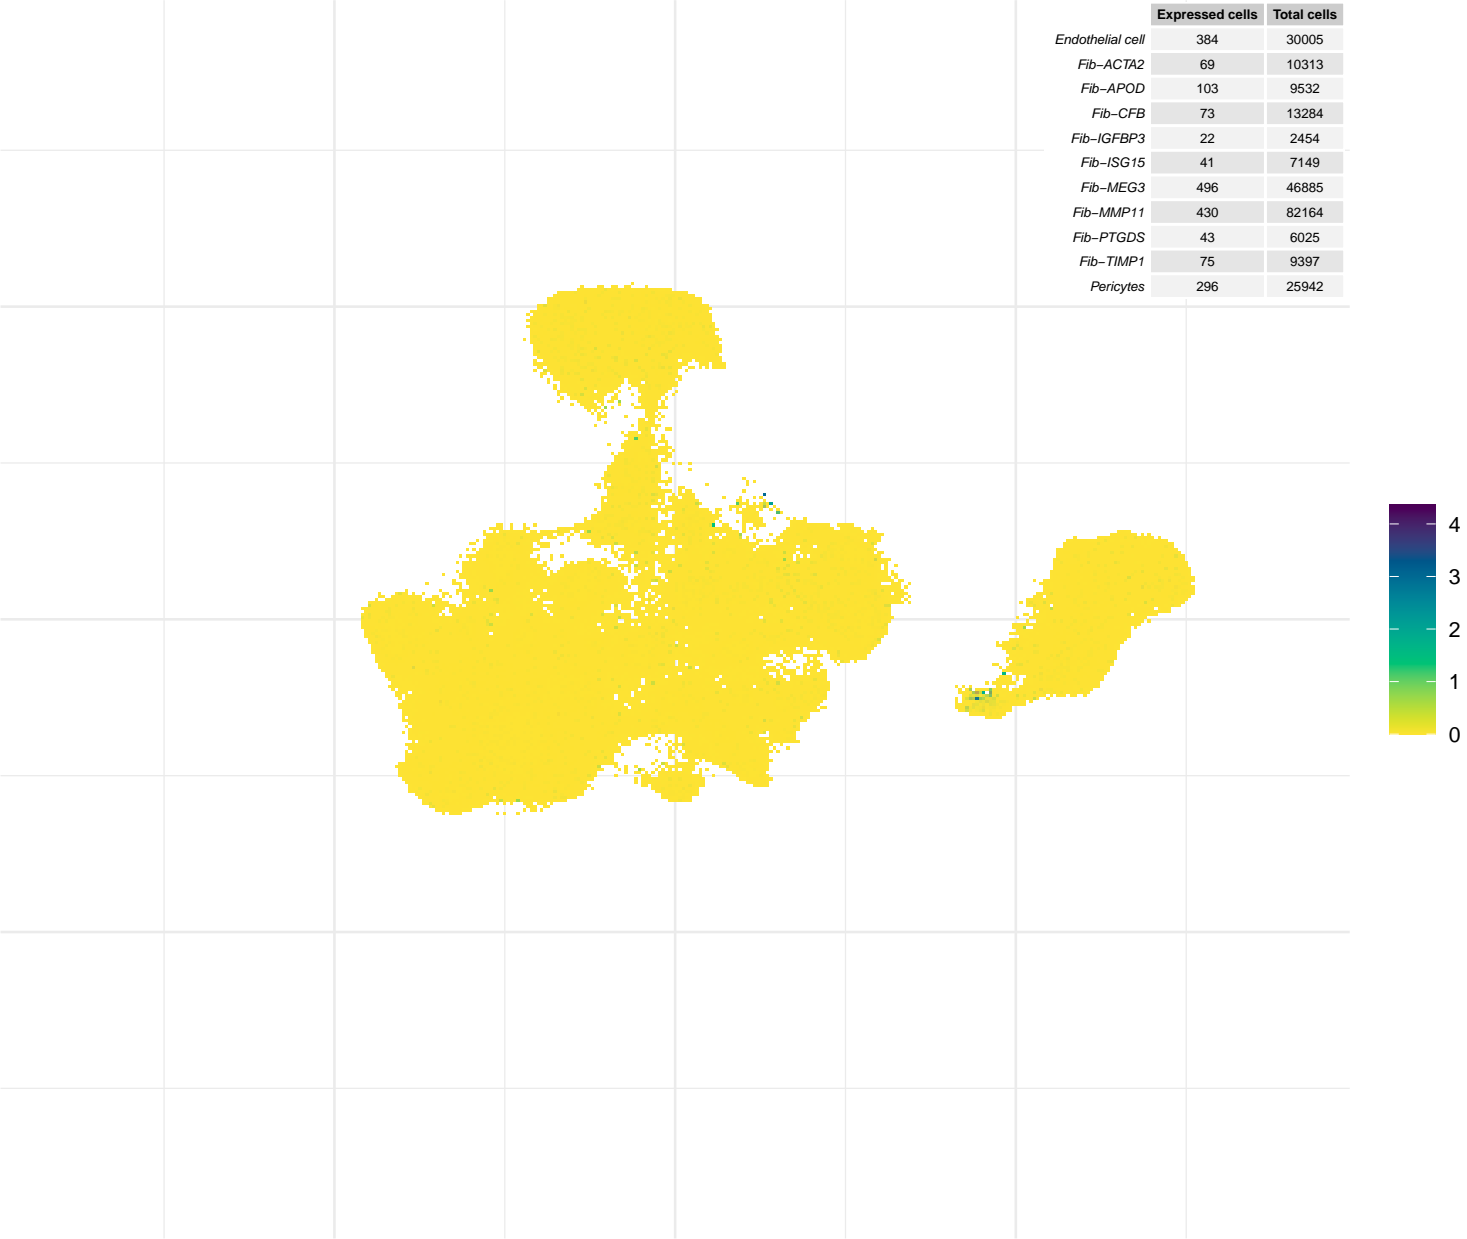 Expressed cells Total cells
Endothelial cell 384 30005
Fib−ACTA2 69 10313
Fib−APOD 103 9532
Fib−CFB 73 13284
Fib−IGFBP3 22 2454
Fib−ISG15 41 7149
Fib−MEG3 496 46885
Fib−MMP11 430 82164
Fib−PTGDS 43 6025
Fib−TIMP1 75 9397
Pericytes 296 25942
4
3
2
1
0